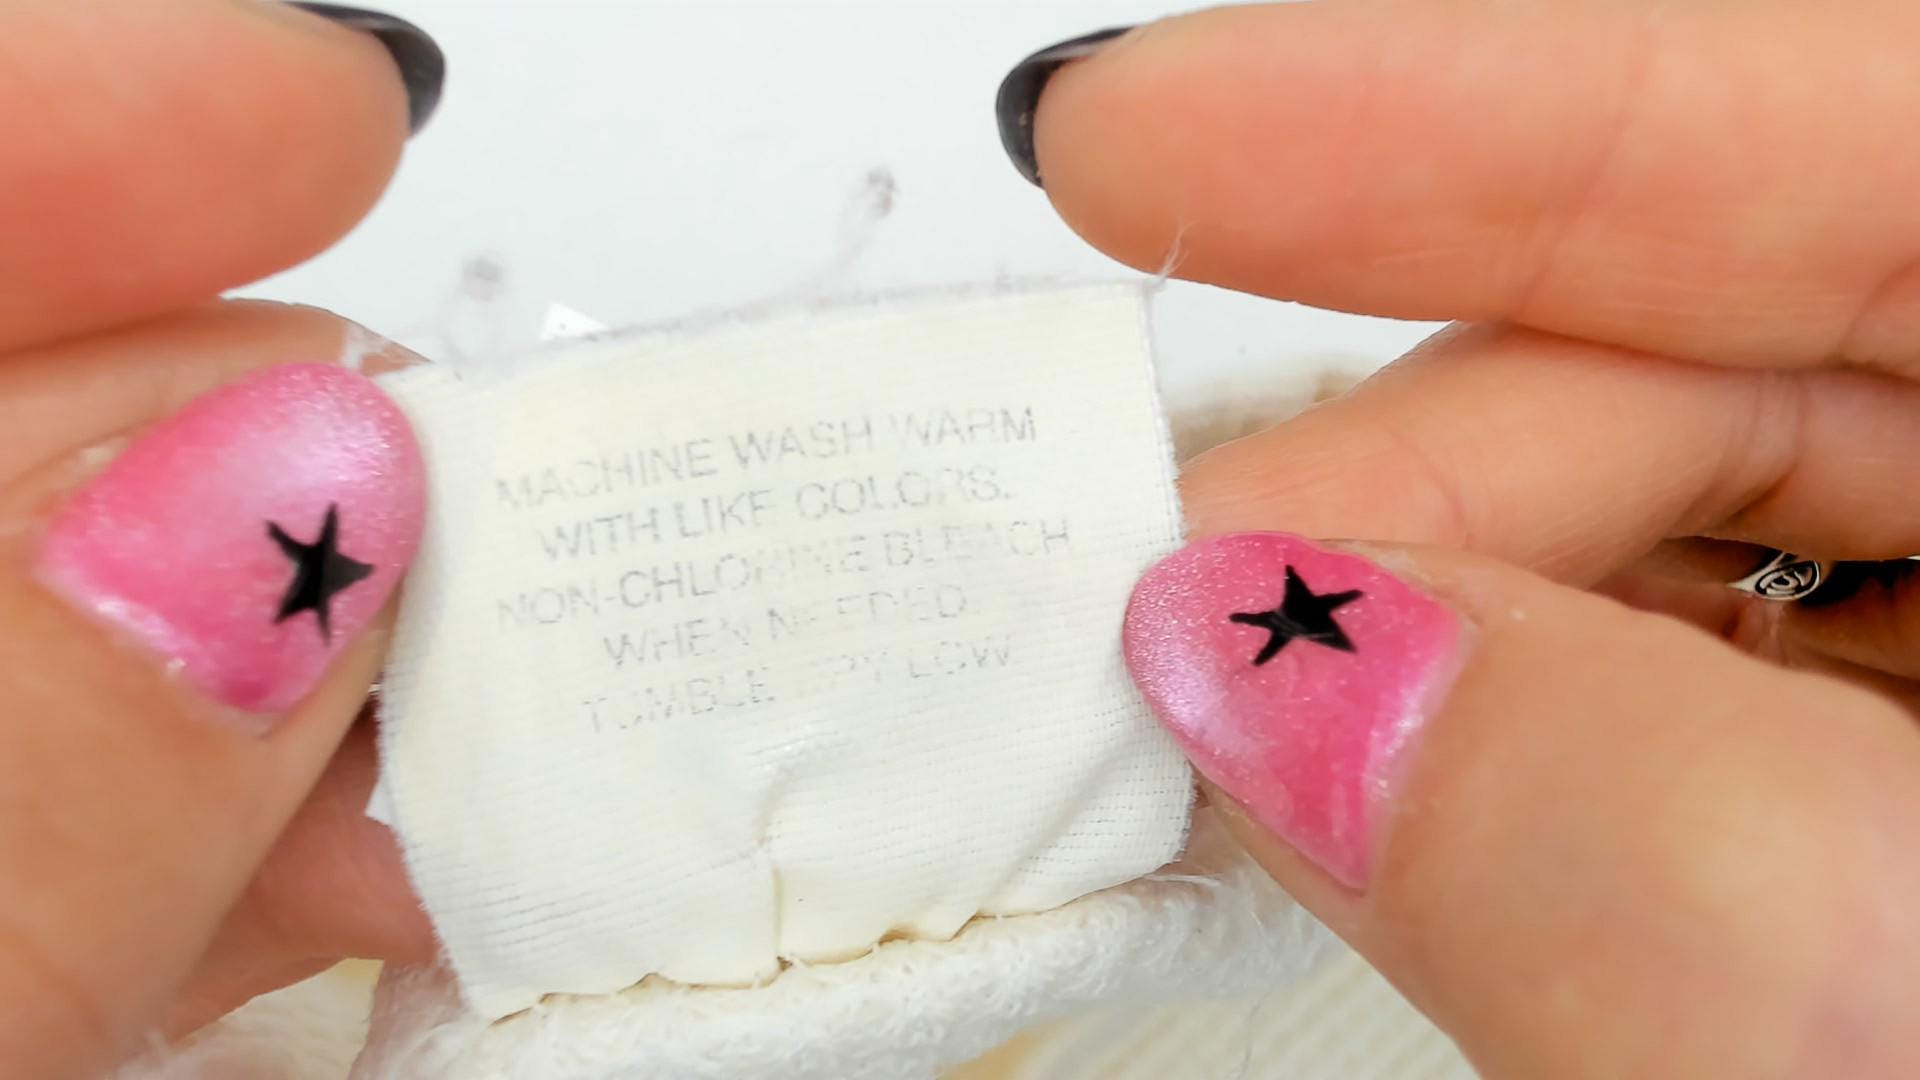 MACHINE WASH WARM
WITH LIKE COLORS.
NON-CHLORINE BLEACH
WHEN NEEDED.
TUMBLE DRY LOW.